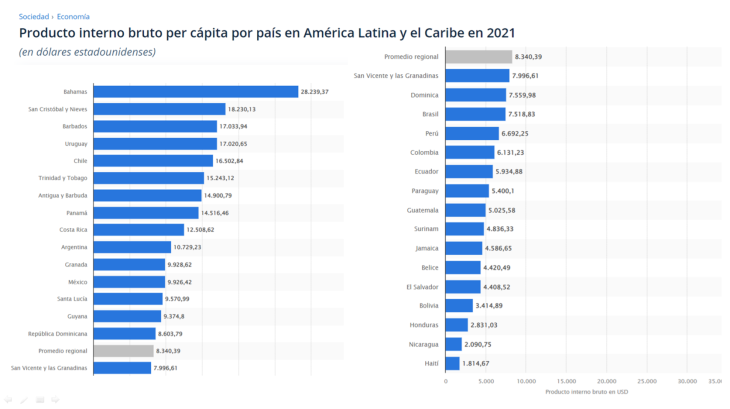 Sociedad › Economía
Producto interno bruto per cápita por país en América Latina y el Caribe en 2021
(en dólares estadounidenses)
Bahamas 28.239,37
San Cristóbal y Nieves 18.230,13
Barbados 17.033,94
Uruguay 17.020,65
Chile 16.502,84
Trinidad y Tobago 15.243,12
Antigua y Barbuda 14.900,79
Panamá 14.516,46
Costa Rica 12.508,62
Argentina 10.729,23
Granada 9.928,62
México 9.926,42
Santa Lucía 9.570,99
Guyana 9.374,8
República Dominicana 8.603,79
Promedio regional 8.340,39
San Vicente y las Granadinas 7.996,61
Promedio regional 8.340,39
San Vicente y las Granadinas 7.996,61
Dominica 7.559,98
Brasil 7.518,83
Perú 6.692,25
Colombia 6.131,23
Ecuador 5.934,88
Paraguay 5.400,1
Guatemala 5.025,58
Surinam 4.836,33
Jamaica 4.586,65
Belice 4.420,49
El Salvador 4.408,52
Bolivia 3.414,89
Honduras 2.831,03
Nicaragua 2.090,75
Haití 1.814,67
0 5.000 10.000 15.000 20.000 25.000 30.000 35....
Producto interno bruto en USD